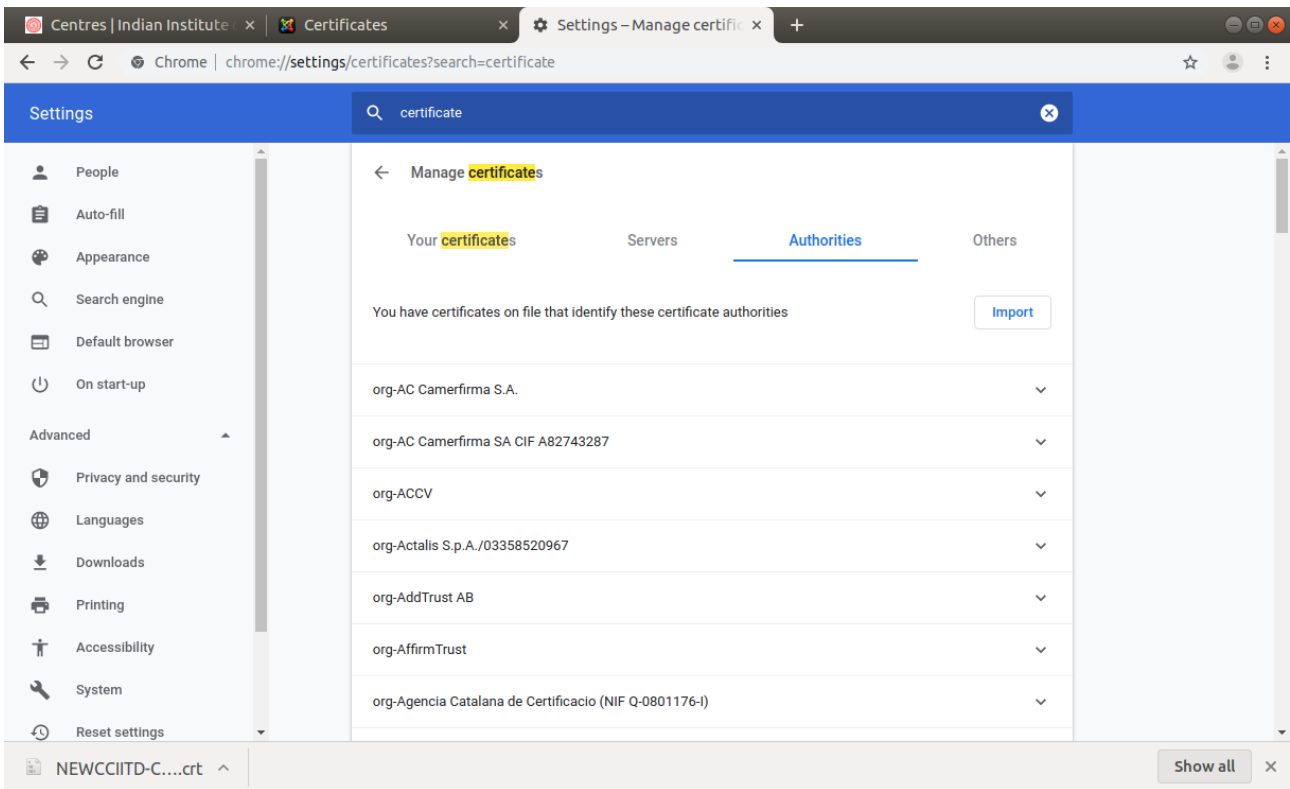 Centres | Indian Institute
Certificates
Settings – Manage certific
Chrome | chrome://settings/certificates?search=certificate
Settings
certificate
People
Auto-fill
Appearance
Search engine
Default browser
On start-up
Advanced
Privacy and security
Languages
Downloads
Printing
Accessibility
System
Reset settings
Manage certificates
Your certificates
Servers
Authorities
Others
You have certificates on file that identify these certificate authorities
Import
org-AC Camerfirma S.A.
org-AC Camerfirma SA CIF A82743287
org-ACCV
org-Actalis S.p.A./03358520967
org-AddTrust AB
org-AffirmTrust
org-Agencia Catalana de Certificacio (NIF Q-0801176-I)
NEWCCIITD-C....crt
Show all